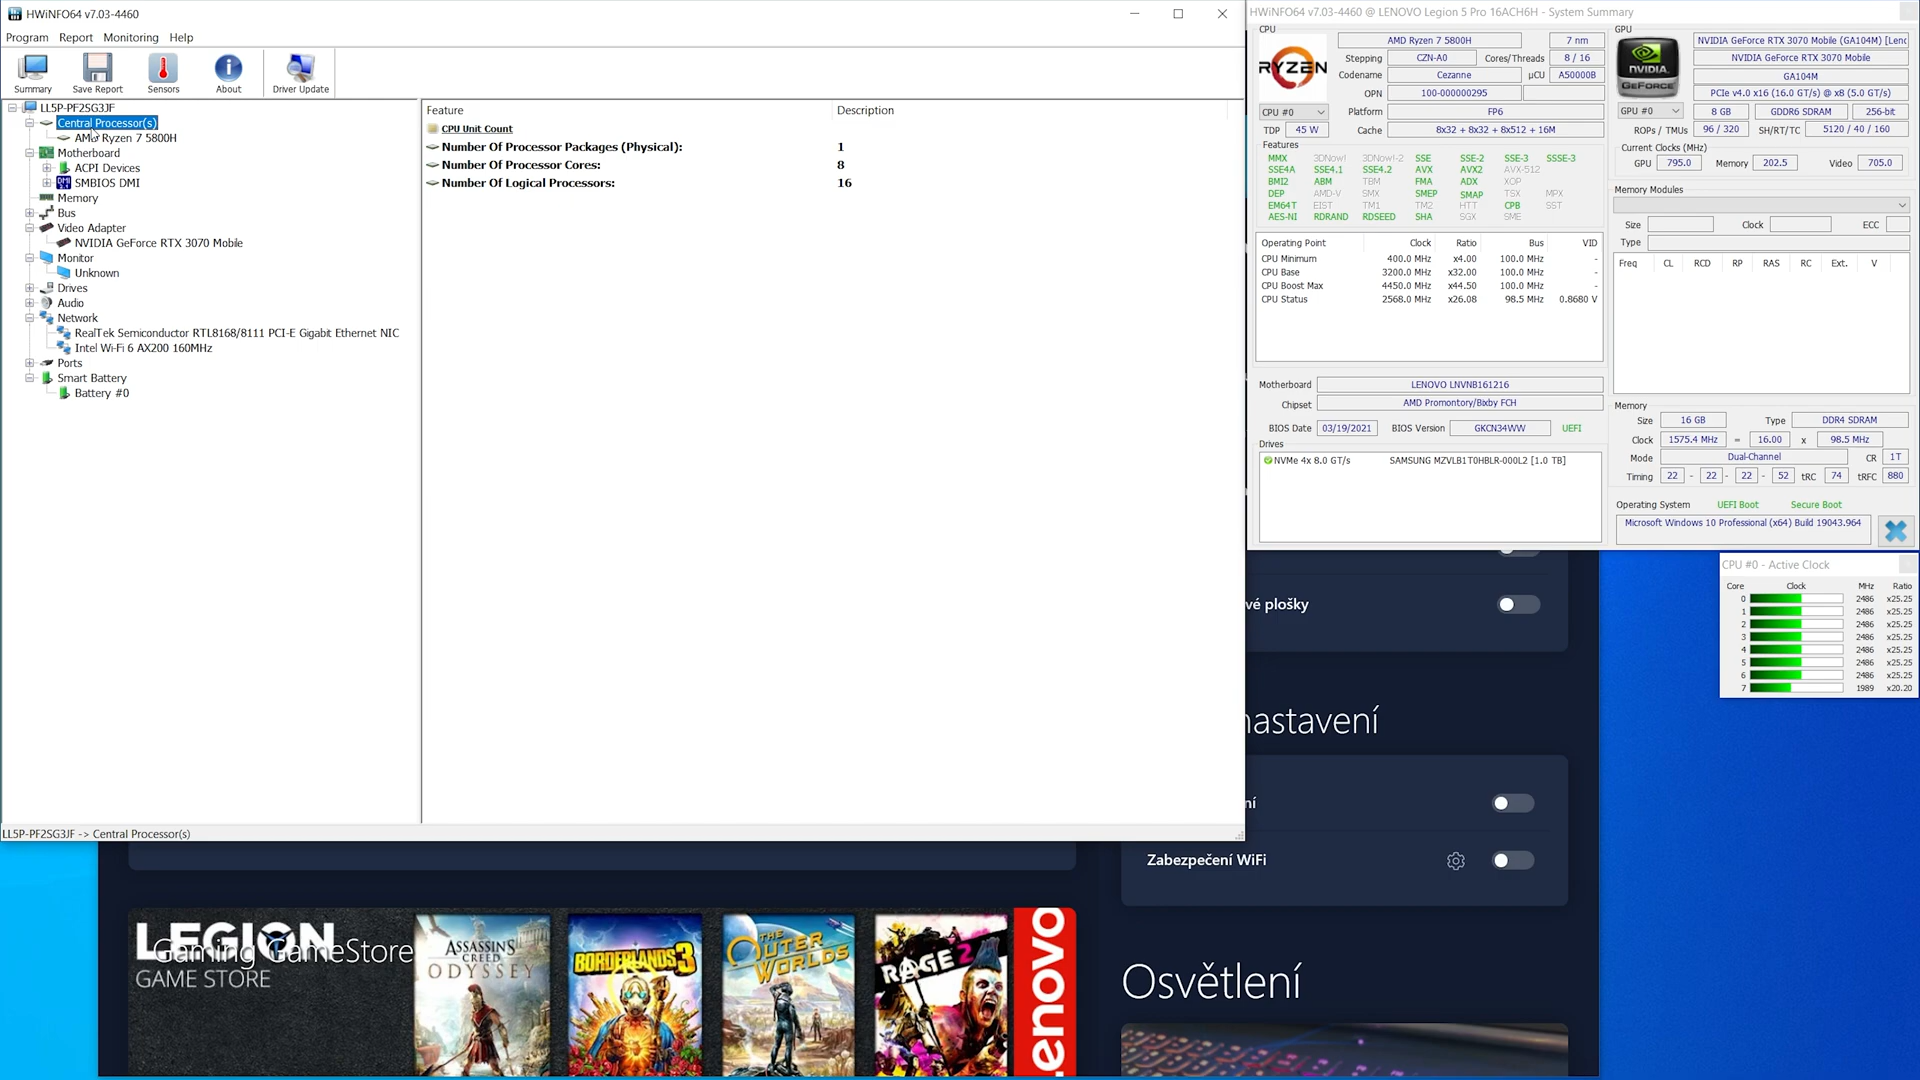 HWiNFO64 v7.03-4460
Program Report Monitoring Help
Summary Save Report Sensors About Driver Update
LL5P-PF2SG3JF
Central Processor(s)
AMD Ryzen 7 5800H
Motherboard
ACPI Devices
SMBIOS DMI
Memory
Bus
Video Adapter
NVIDIA GeForce RTX 3070 Mobile
Monitor
Unknown
Drives
Audio
Network
RealTek Semiconductor RTL8168/8111 PCI-E Gigabit Ethernet NIC
Intel Wi-Fi 6 AX200 160MHz
Ports
Smart Battery
Battery #0
Feature Description
CPU Unit Count
Number Of Processor Packages (Physical): 1
Number Of Processor Cores: 8
Number Of Logical Processors: 16
LL5P-PF2SG3JF -> Central Processor(s)
HWiNFO64 v7.03-4460 @ LENOVO Legion 5 Pro 16ACH6H - System Summary
CPU
RYZEN
AMD Ryzen 7 5800H 7 nm
Stepping CZN-A0 Cores/Threads 8 / 16
Codename Cezanne µCU A50000B
OPN 100-000000295
CPU #0 Platform FP6
TDP 45 W Cache 8x32 + 8x32 + 8x512 + 16M
Features
MMX 3DNow! 3DNow!-2 SSE SSE-2 SSE-3 SSSE-3
SSE4A SSE4.1 SSE4.2 AVX AVX2 AVX-512
BMI2 ABM TBM FMA ADX XOP
DEP AMD-V SMX SMEP SMAP TSX MPX
EM64T EIST TM1 TM2 HTT CPB SST
AES-NI RDRAND RDSEED SHA SGX SME
Operating Point Clock Ratio Bus VID
CPU Minimum 400.0 MHz x4.00 100.0 MHz -
CPU Base 3200.0 MHz x32.00 100.0 MHz -
CPU Boost Max 4450.0 MHz x44.50 100.0 MHz -
CPU Status 2568.0 MHz x26.08 98.5 MHz 0.8680 V
Motherboard LENOVO LNVNB161216
Chipset AMD Promontory/Bixby FCH
BIOS Date 03/19/2021 BIOS Version GKCN34WW UEFI
Drives
NVMe 4x 8.0 GT/s SAMSUNG MZVLB1T0HBLR-000L2 [1.0 TB]
GPU
NVIDIA GEFORCE
NVIDIA GeForce RTX 3070 Mobile (GA104M) [Lenc
NVIDIA GeForce RTX 3070 Mobile
GA104M
PCIe v4.0 x16 (16.0 GT/s) @ x8 (5.0 GT/s)
GPU #0 8 GB GDDR6 SDRAM 256-bit
ROPs / TMUs 96 / 320 SH/RT/TC 5120 / 40 / 160
Current Clocks (MHz)
GPU 795.0 Memory 202.5 Video 705.0
Memory Modules
Size Clock ECC
Type
Freq CL RCD RP RAS RC Ext. V
Memory
Size 16 GB Type DDR4 SDRAM
Clock 1575.4 MHz = 16.00 x 98.5 MHz
Mode Dual-Channel CR 1T
Timing 22 - 22 - 22 - 52 tRC 74 tRFC 880
Operating System UEFI Boot Secure Boot
Microsoft Windows 10 Professional (x64) Build 19043.964
CPU #0 - Active Clock
Core Clock MHz Ratio
0 2486 x25.25
1 2486 x25.25
2 2486 x25.25
3 2486 x25.25
4 2486 x25.25
5 2486 x25.25
6 2486 x25.25
7 1989 x20.20
vé plošky
nastavení
ní
Zabezpečení WiFi
LEGION
Gaming GameStore
GAME STORE
ASSASSIN'S CREED ODYSSEY
BORDERLANDS 3
THE OUTER WORLDS
RAGE 2
Lenovo
Osvětlení